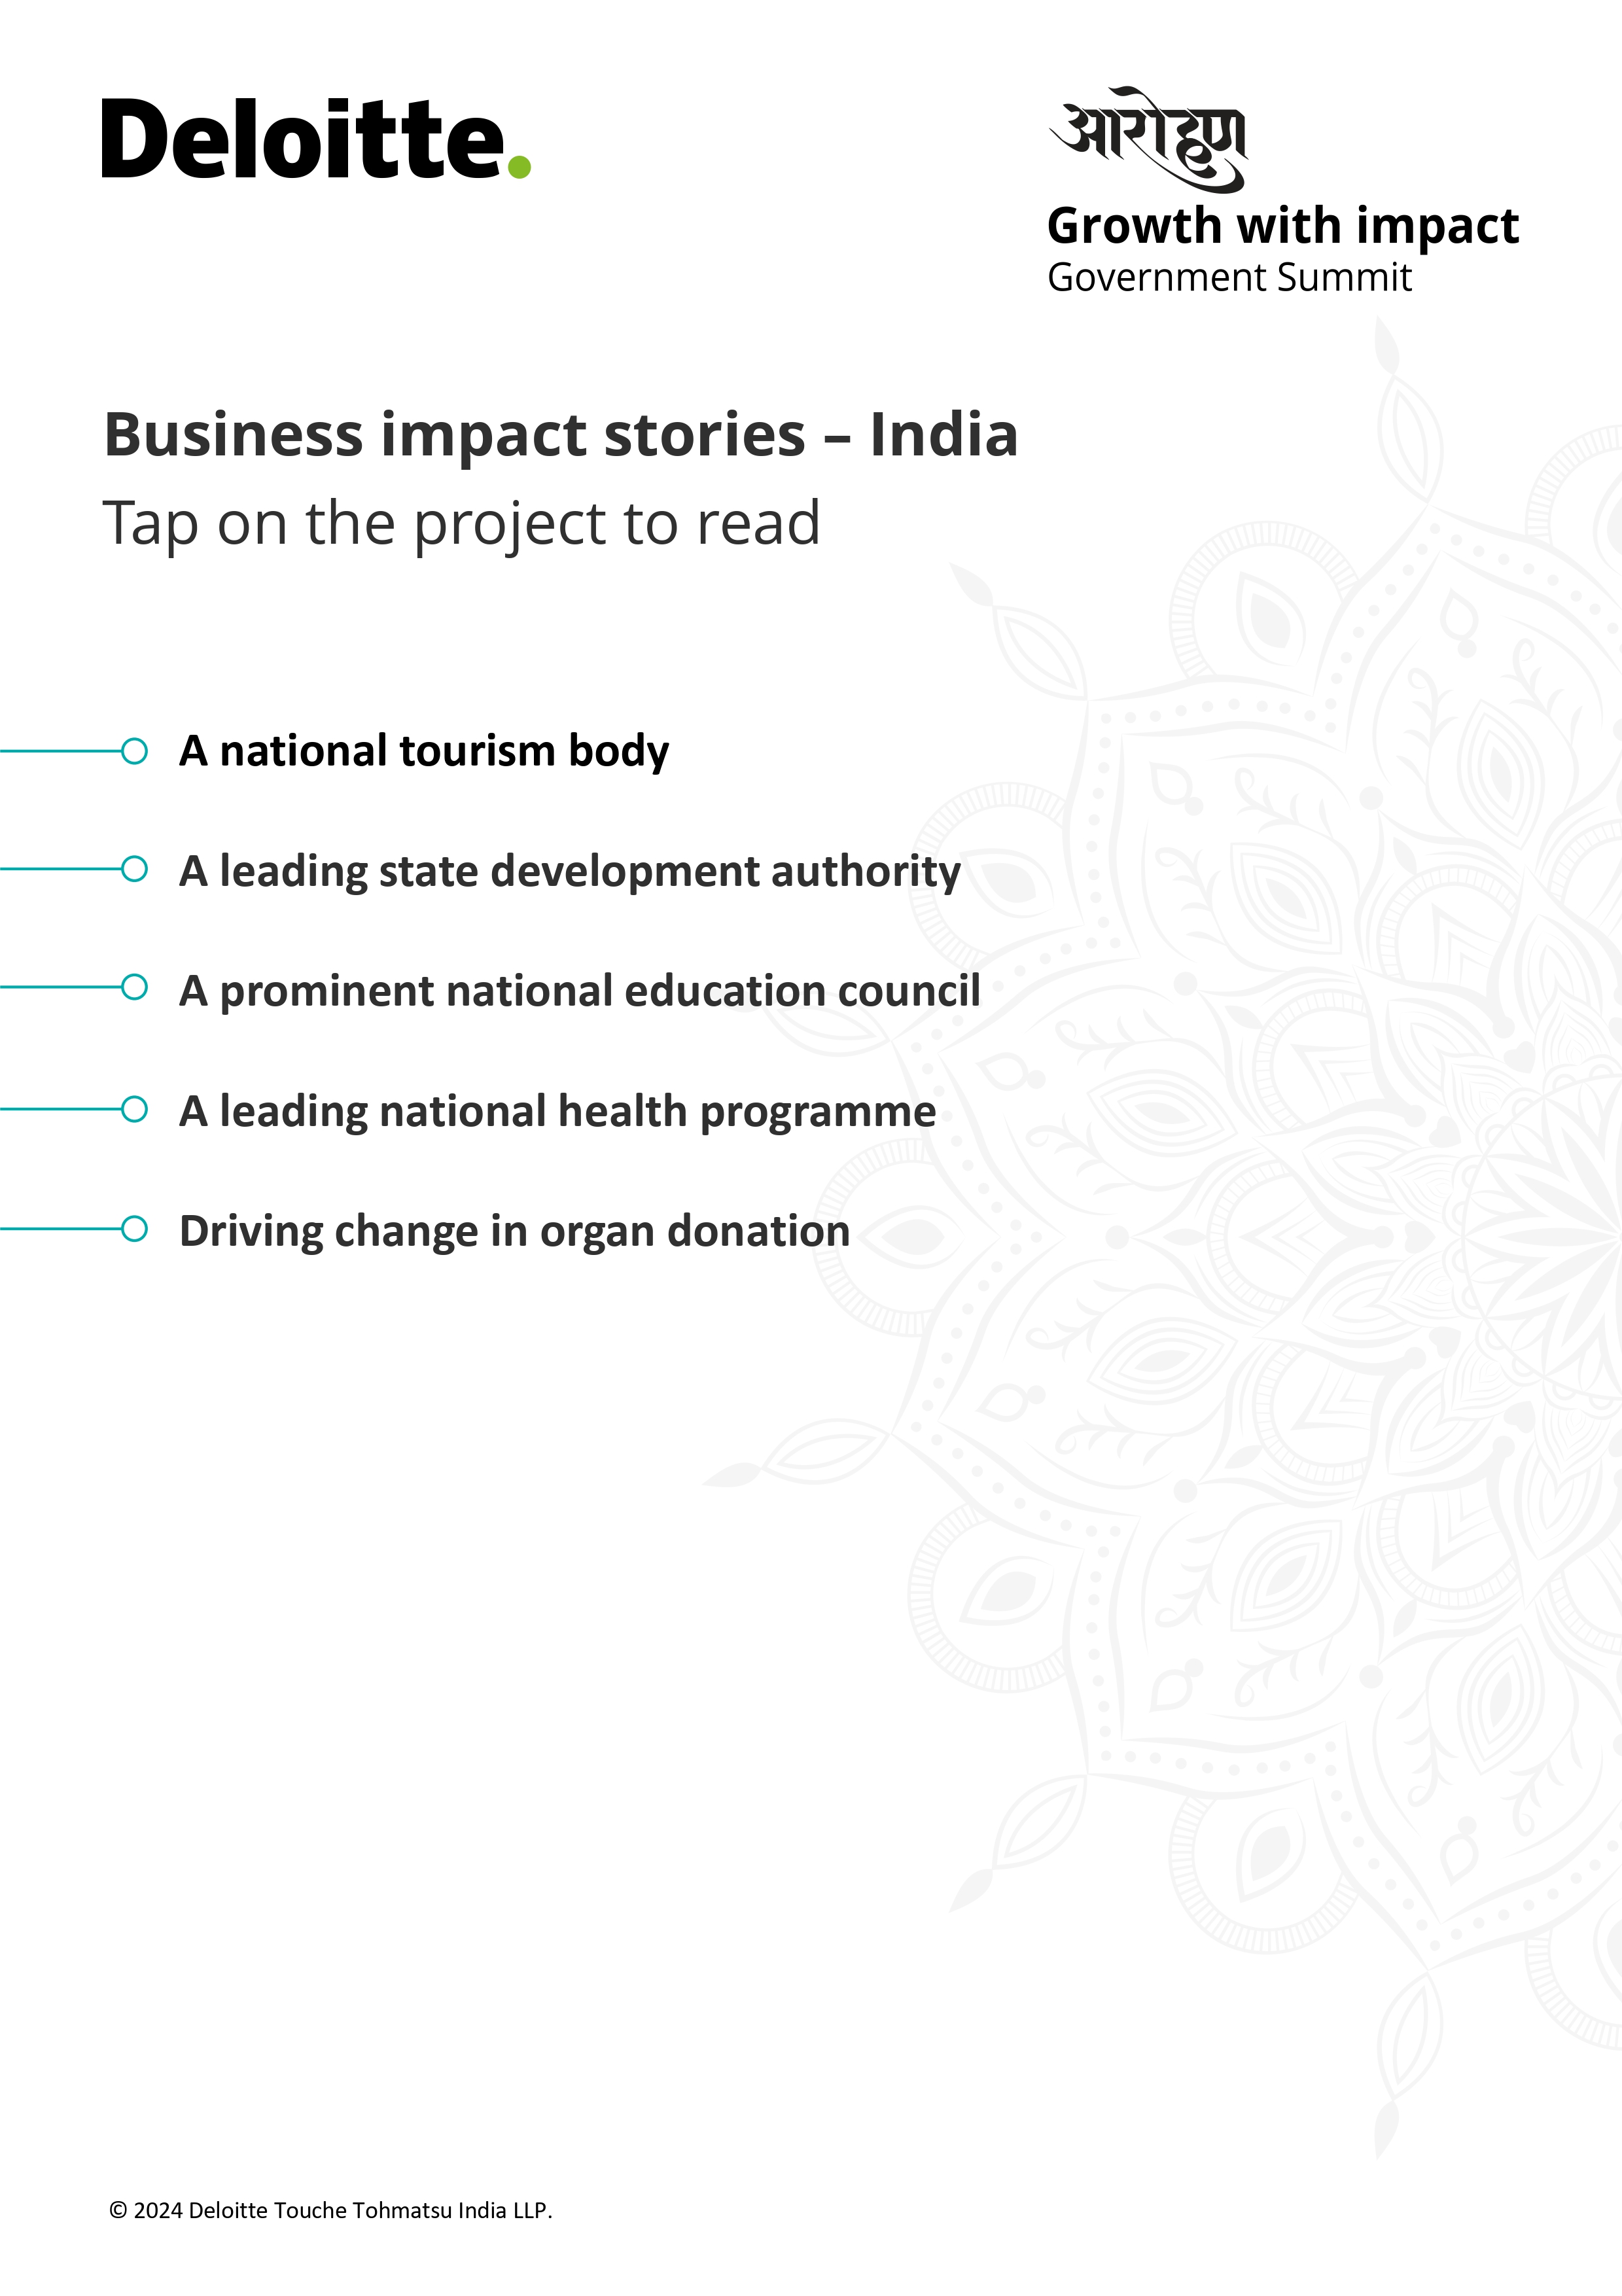 Deloitte.
आरोहण
Growth with impact
Government Summit
Business impact stories – India
Tap on the project to read
A national tourism body
A leading state development authority
A prominent national education council
A leading national health programme
Driving change in organ donation
© 2024 Deloitte Touche Tohmatsu India LLP.